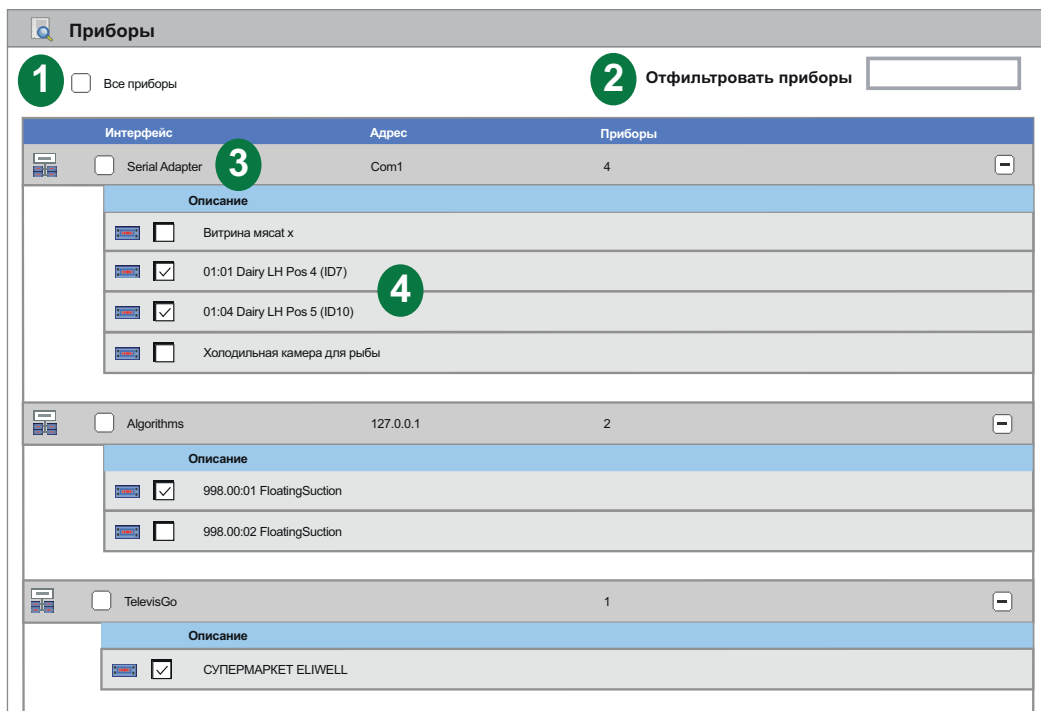 Приборы
1 Все приборы 2 Отфильтровать приборы
Интерфейс Адрес Приборы
Serial Adapter 3 Com1 4
Описание
Витрина мясаt x
01:01 Dairy LH Pos 4 (ID7)
4
01:04 Dairy LH Pos 5 (ID10)
Холодильная камера для рыбы
Algorithms 127.0.0.1 2
Описание
998.00:01 FloatingSuction
998.00:02 FloatingSuction
TelevisGo 1
Описание
СУПЕРМАРКЕТ ELIWELL